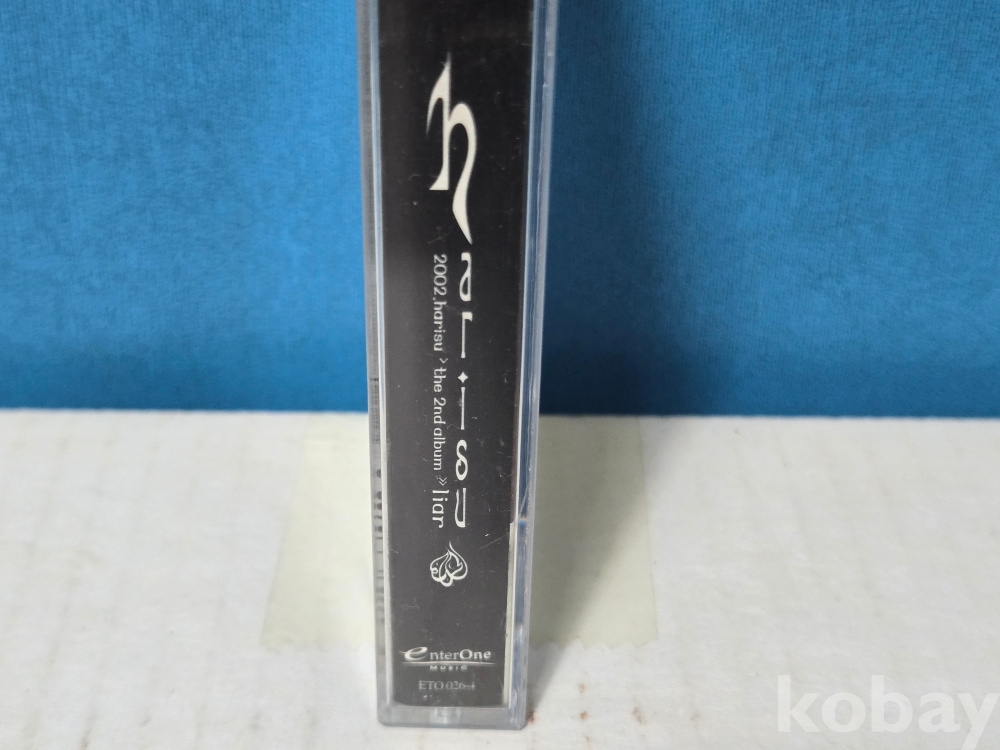 harisu
2002.harisu > the 2nd album >> liar
enterOne
MUSIC
ETO 026-4
kobay